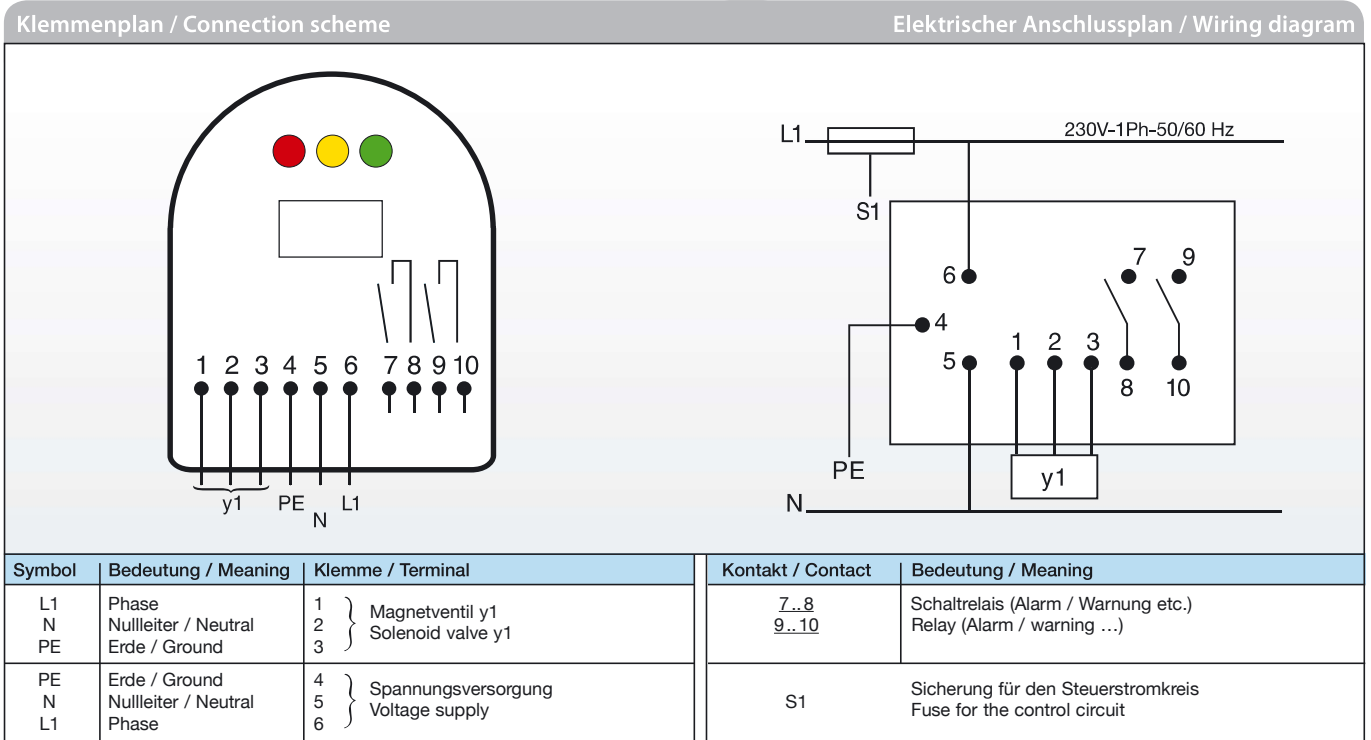 Klemmenplan / Connection scheme
Elektrischer Anschlussplan / Wiring diagram
1 2 3 4 5 6 7 8 9 10
y1 PE N L1
L1
230V-1Ph-50/60 Hz
S1
7 9
6
4
5 1 2 3
8 10
PE
y1
N
Symbol Bedeutung / Meaning Klemme / Terminal
L1 Phase 1
N Nullleiter / Neutral 2
PE Erde / Ground 3
Magnetventil y1
Solenoid valve y1
PE Erde / Ground 4
N Nullleiter / Neutral 5
L1 Phase 6
Spannungsversorgung
Voltage supply
Kontakt / Contact Bedeutung / Meaning
7..8 Schaltrelais (Alarm / Warnung etc.)
9..10 Relay (Alarm / warning ...)
S1
Sicherung für den Steuerstromkreis
Fuse for the control circuit